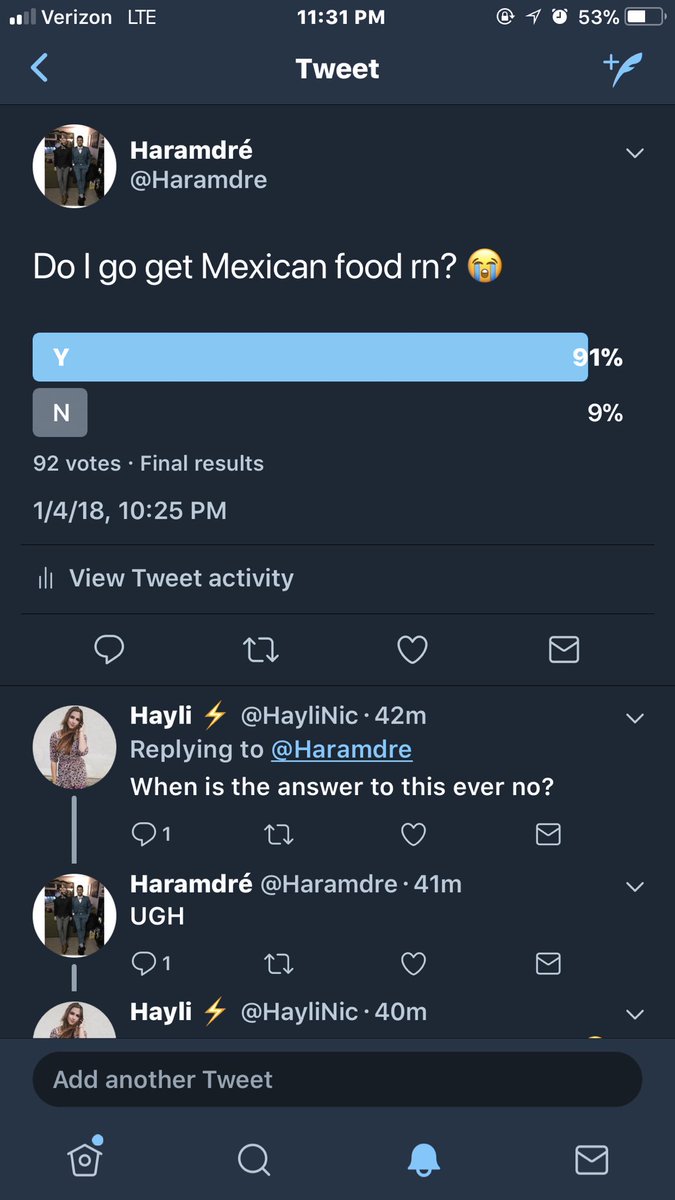 Verizon LTE 11:31 PM 53%
Tweet
Haramdré
@Haramdre
Do I go get Mexican food rn? 😭
Y 91%
N 9%
92 votes · Final results
1/4/18, 10:25 PM
View Tweet activity
Hayli ⚡ @HayliNic · 42m
Replying to @Haramdre
When is the answer to this ever no?
1
Haramdré @Haramdre · 41m
UGH
1
Hayli ⚡ @HayliNic · 40m
Add another Tweet